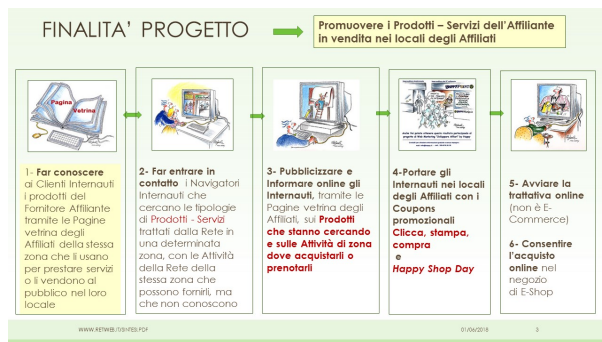 FINALITA' PROGETTO
Promuovere i Prodotti – Servizi dell'Affiliante
in vendita nei locali degli Affiliati
Pagina
Vetrina
1- Far conoscere
ai Clienti Internauti
i prodotti del
Fornitore Affiliante
tramite le Pagine
vetrina degli
Affiliati della stessa
zona che li usano
per prestare servizi
o li vendono al
pubblico nel loro
locale
2- Far entrare in
contatto i Navigatori
Internauti che
cercano le tipologie
di Prodotti - Servizi
trattati dalla Rete in
una determinata
zona, con le Attività
della Rete della
stessa zona che
possono fornirli, ma
che non conoscono
3- Pubblicizzare e
Informare online gli
Internauti, tramite le
Pagine vetrina degli
Affiliati, sui Prodotti
che stanno cercando
e sulle Attività di zona
dove acquistarli o
prenotarli
4-Portare gli
Internauti nei locali
degli Affiliati con i
Coupons
promozionali
Clicca, stampa,
compra
e
Happy Shop Day
5- Avviare la
trattativa online
(non è E-
Commerce)
6- Consentire
l'acquisto
online nel
negozio
di E-Shop
WWW.RETIWEB.IT/SINTESI.PDF
01/06/2018
3